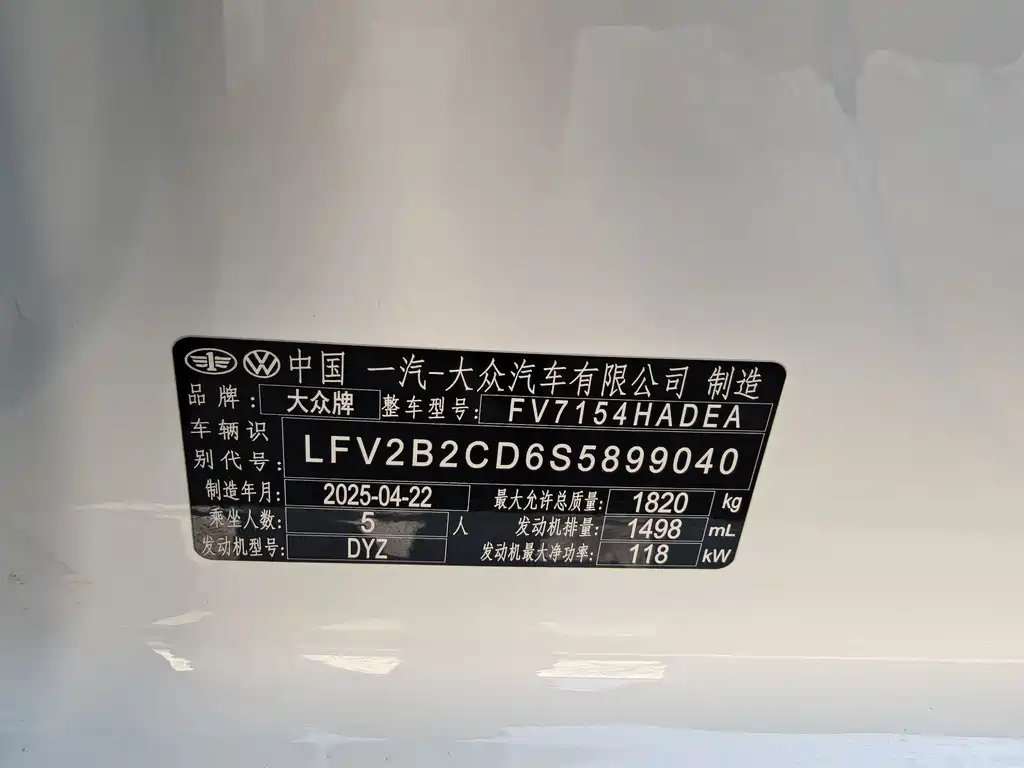 中国 一汽-大众汽车有限公司 制造
品牌: 大众牌 整车型号: FV7154HADEA
车辆识
别代号: LFV2B2CD6S5899040
制造年月: 2025-04-22 最大允许总质量: 1820 kg
乘坐人数: 5 人 发动机排量: 1498 mL
发动机型号: DYZ 发动机最大净功率: 118 kW